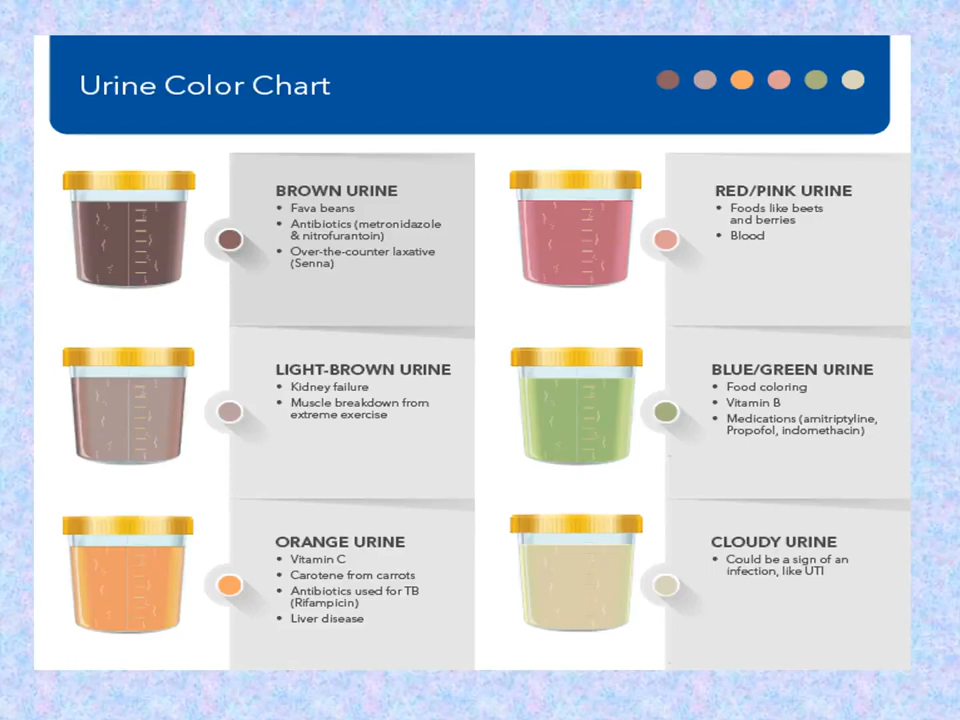 Urine Color Chart
BROWN URINE
• Fava beans
• Antibiotics (metronidazole
& nitrofurantoin)
• Over-the-counter laxative
(Senna)
RED/PINK URINE
• Foods like beets
and berries
• Blood
LIGHT-BROWN URINE
• Kidney failure
• Muscle breakdown from
extreme exercise
BLUE/GREEN URINE
• Food coloring
• Vitamin B
• Medications (amitriptyline,
Propofol, indomethacin)
ORANGE URINE
• Vitamin C
• Carotene from carrots
• Antibiotics used for TB
(Rifampicin)
• Liver disease
CLOUDY URINE
• Could be a sign of an
infection, like UTI